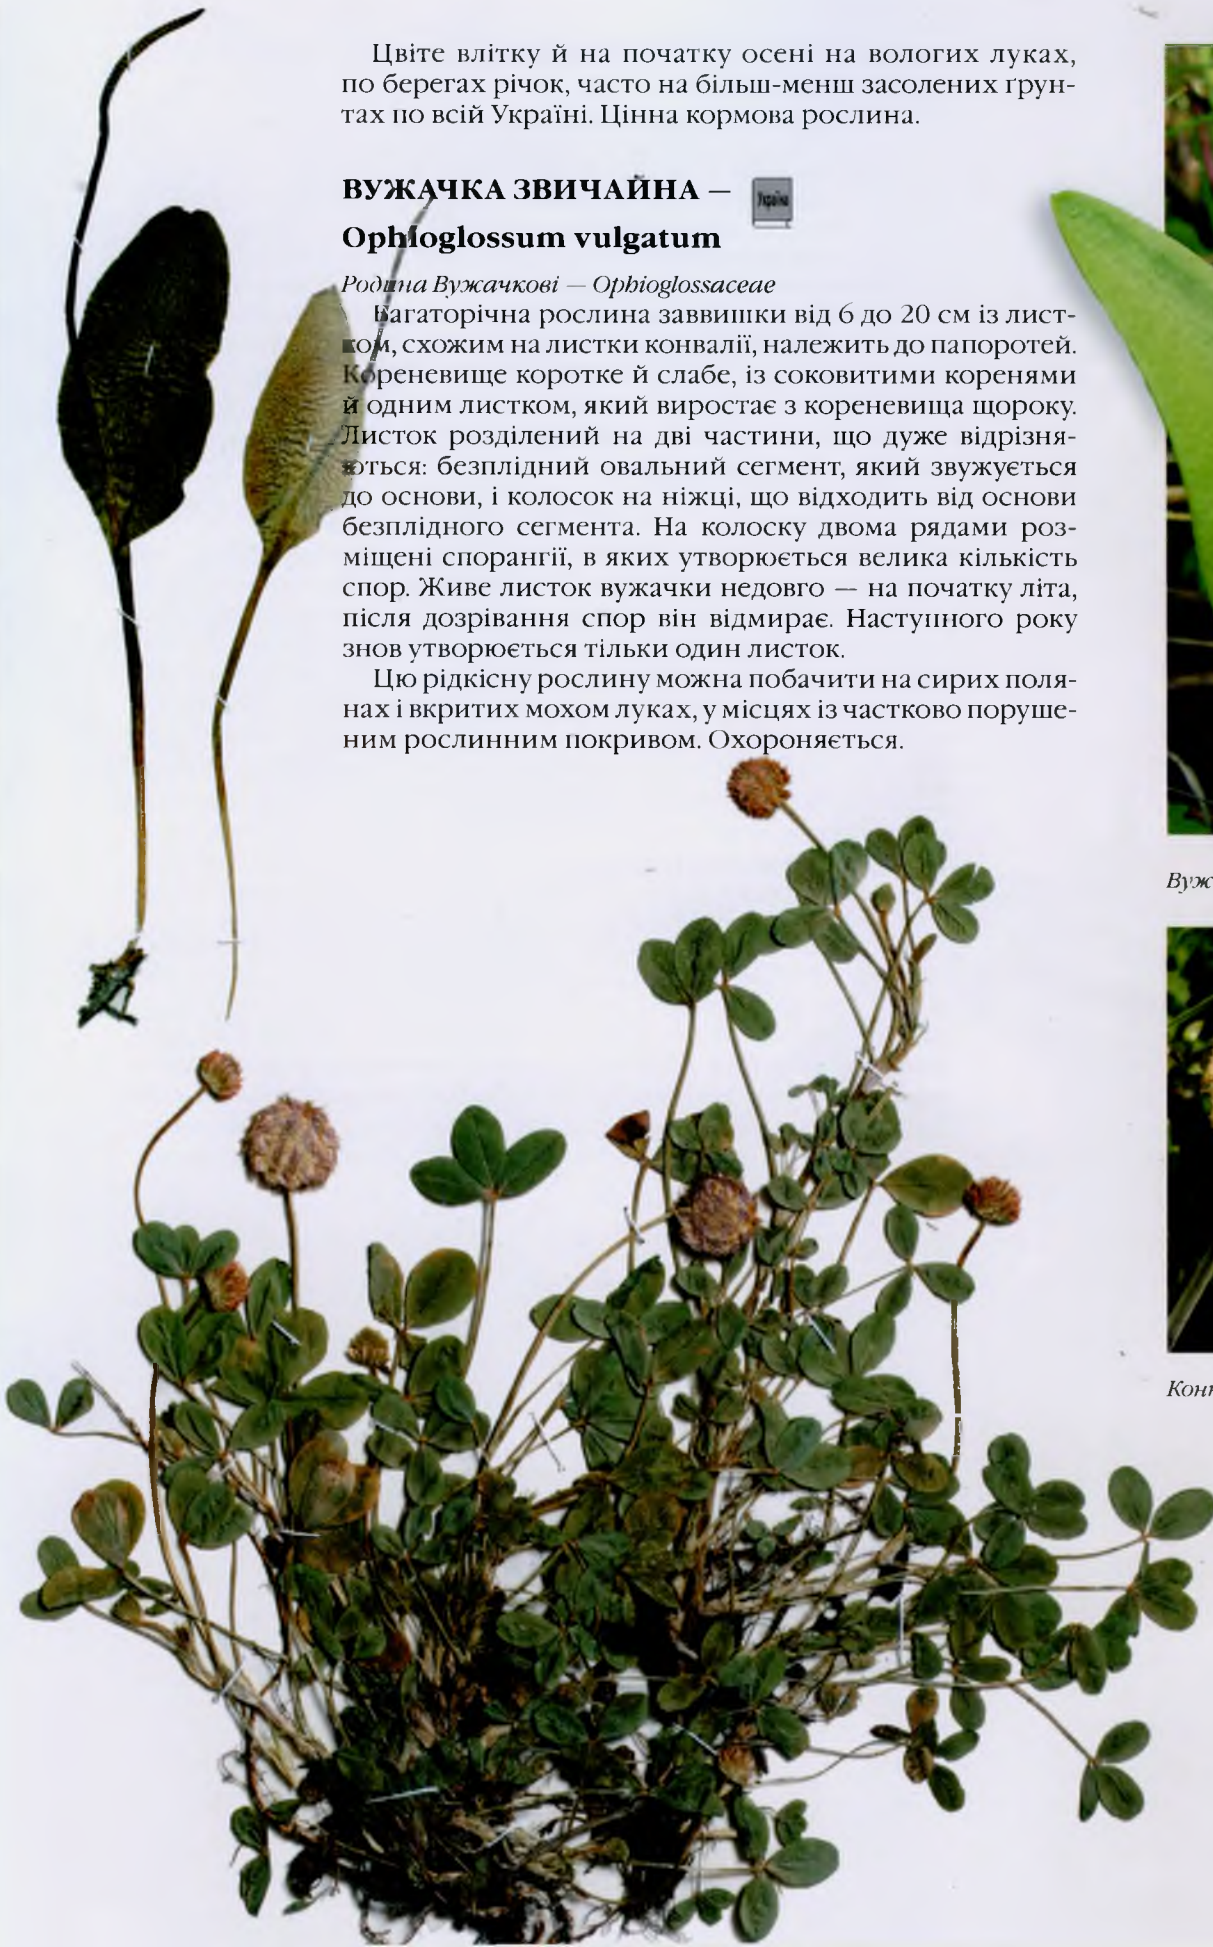 Цвіте влітку й на початку осені на вологих луках,
по берегах річок, часто на більш-менш засолених ґрун-
тах по всій Україні. Цінна кормова рослина.
ВУЖАЧКА ЗВИЧАЙНА —
Україна
Ophioglossum vulgatum
Родина Вужачкові — Ophioglossaceae
Багаторічна рослина заввишки від 6 до 20 см із лист-
ком, схожим на листки конвалії, належить до папоротей.
Кореневище коротке й слабе, із соковитими коренями
й одним листком, який виростає з кореневища щороку.
Листок розділений на дві частини, що дуже відрізня-
ються: безплідний овальний сегмент, який звужується
до основи, і колосок на ніжці, що відходить від основи
безплідного сегмента. На колоску двома рядами роз-
міщені спорангії, в яких утворюється велика кількість
спор. Живе листок вужачки недовго — на початку літа,
після дозрівання спор він відмирає. Наступного року
знов утворюється тільки один листок.
Цю рідкісну рослину можна побачити на сирих поля-
нах і вкритих мохом луках, у місцях із частково поруше-
ним рослинним покривом. Охороняється.
Вуж